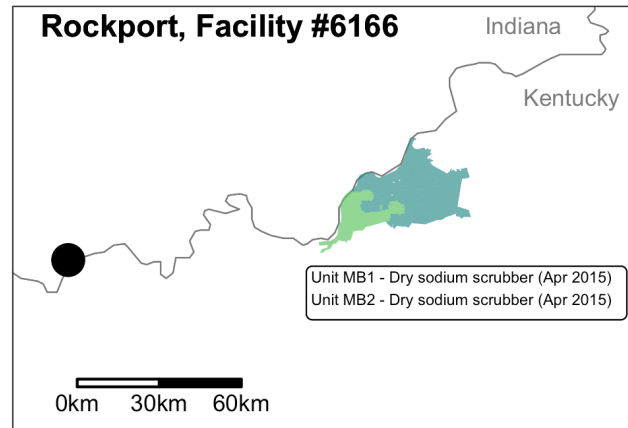 Rockport, Facility #6166
Indiana
Kentucky
Unit MB1 - Dry sodium scrubber (Apr 2015)
Unit MB2 - Dry sodium scrubber (Apr 2015)
0km 30km 60km